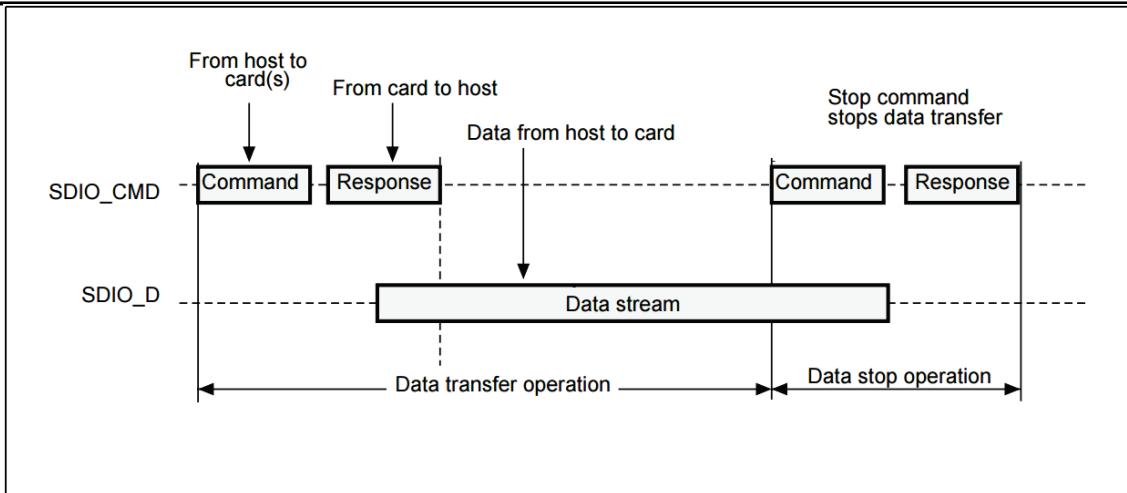 From host to
card(s)
From card to host
Data from host to card
Stop command
stops data transfer
SDIO_CMD
Command
Response
Command
Response
SDIO_D
Data stream
Data transfer operation
Data stop operation